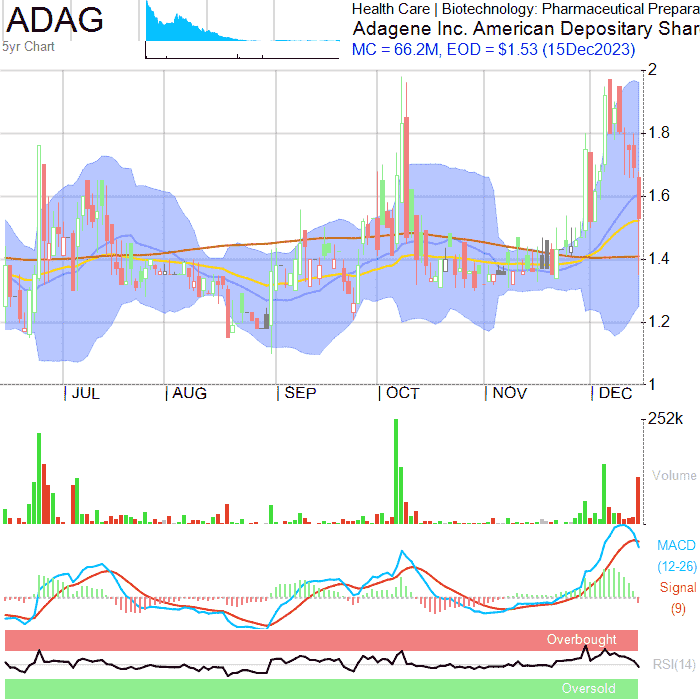 ADAG
5yr Chart
Health Care | Biotechnology: Pharmaceutical Prepara
Adagene Inc. American Depositary Shar
MC = 66.2M, EOD = $1.53 (15Dec2023)
2
1.8
1.6
1.4
1.2
1
JUL AUG SEP OCT NOV DEC
252k
Volume
MACD
(12-26)
Signal
(9)
Overbought
RSI(14)
Oversold